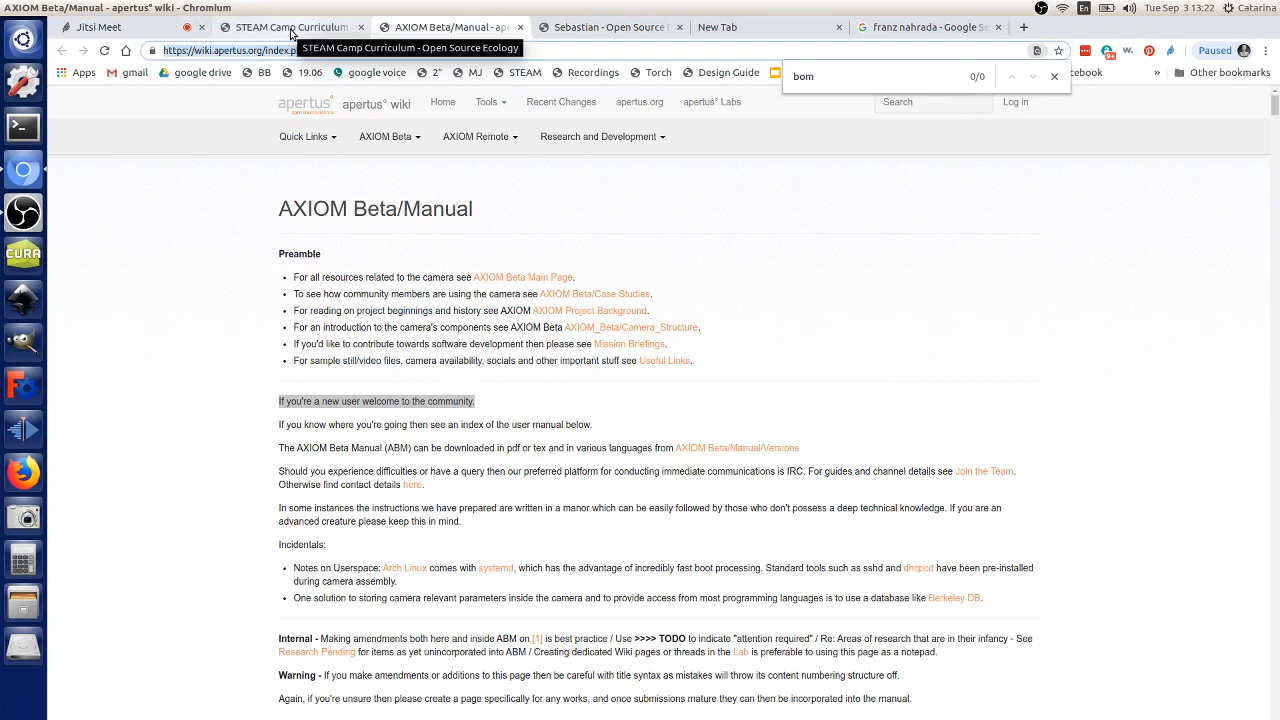 AXIOM Beta/Manual - apertus° wiki - Chromium
Tue Sep 3 13:22 Catarina
Jitsi Meet
STEAM Camp Curriculum
AXIOM Beta/Manual - ape
Sebastian - Open Source E
New Tab
franz nahrada - Google Se
https://wiki.apertus.org/index.p
STEAM Camp Curriculum - Open Source Ecology
9+
W.
Paused
Apps
gmail
google drive
BB
19.06
google voice
2"
MJ
STEAM
Recordings
Torch
Design Guide
cebook
»
Other Bookmarks
bom
0/0
apertus°
apertus° wiki
Home
Tools
Recent Changes
apertus.org
apertus° Labs
Search
Log in
Quick Links
AXIOM Beta
AXIOM Remote
Research and Development
CURA
AXIOM Beta/Manual
Preamble
• For all resources related to the camera see AXIOM Beta Main Page.
• To see how community members are using the camera see AXIOM Beta/Case Studies.
• For reading on project beginnings and history see AXIOM AXIOM Project Background.
• For an introduction to the camera's components see AXIOM Beta AXIOM_Beta/Camera_Structure.
• If you'd like to contribute towards software development then please see Mission Briefings.
• For sample still/video files, camera availability, socials and other important stuff see Useful Links.
If you're a new user welcome to the community.
If you know where you're going then see an index of the user manual below.
The AXIOM Beta Manual (ABM) can be downloaded in pdf or tex and in various languages from AXIOM Beta/Manual/Versions
Should you experience difficulties or have a query then our preferred platform for conducting immediate communications is IRC. For guides and channel details see Join the Team.
Otherwise find contact details here.
In some instances the instructions we have prepared are written in a manor which can be easily followed by those who don't possess a deep technical knowledge. If you are an
advanced creature please keep this in mind.
Incidentals:
• Notes on Userspace: Arch Linux comes with systemd, which has the advantage of incredibly fast boot processing. Standard tools such as sshd and dhcpcd have been pre-installed
during camera assembly.
• One solution to storing camera relevant parameters inside the camera and to provide access from most programming languages is to use a database like Berkeley DB.
Internal - Making amendments both here and inside ABM on [1] is best practice / Use >>>> TODO to indicate "attention required" / Re: Areas of research that are in their infancy - See
Research Pending for items as yet unincorporated into ABM / Creating dedicated Wiki pages or threads in the Lab is preferable to using this page as a notepad.
Warning - If you make amendments or additions to this page then be careful with title syntax as mistakes will throw its content numbering structure off.
Again, if you're unsure then please create a page specifically for any works, and once submissions mature they can then be incorporated into the manual.